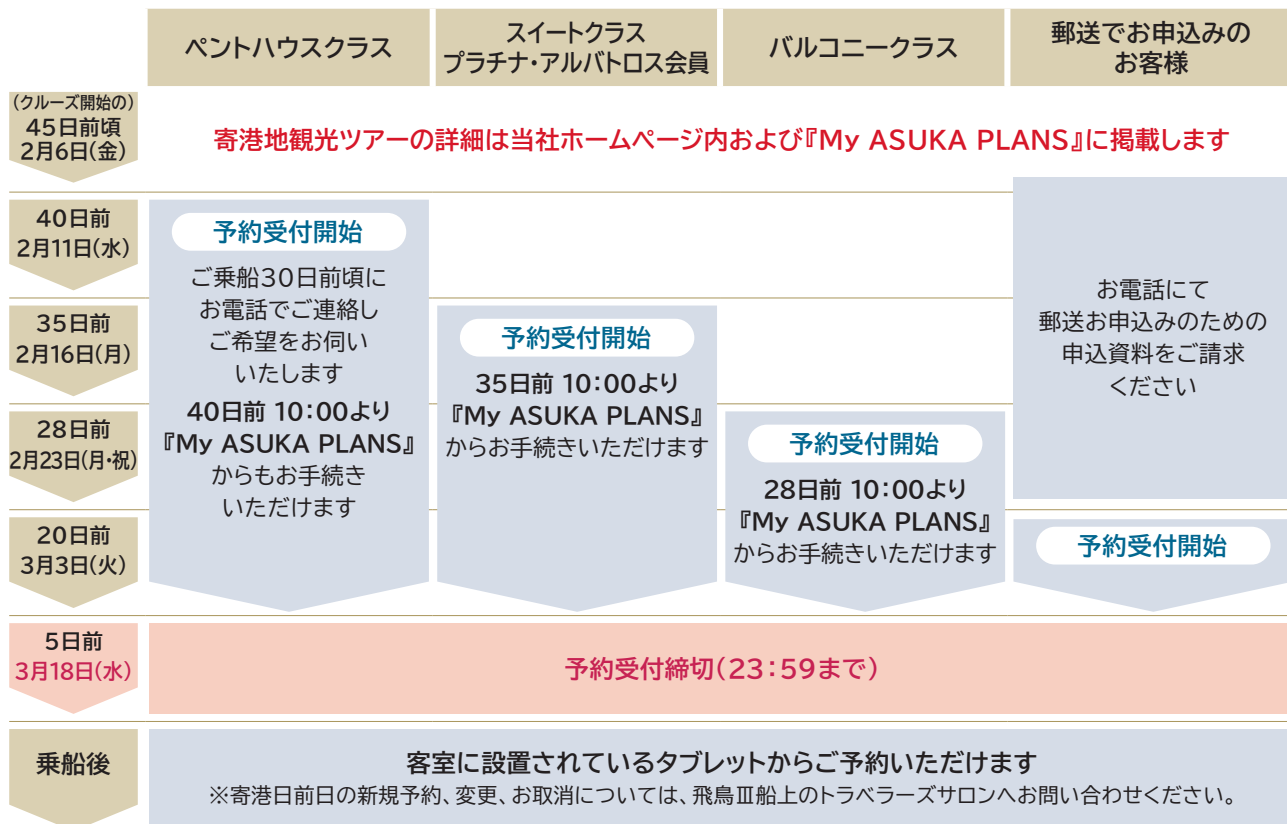 ペントハウスクラス
スイートクラス
プラチナ・アルバトロス会員
バルコニークラス
郵送でお申込みの
お客様
(クルーズ開始の)
45日前頃
2月6日(金)
寄港地観光ツアーの詳細は当社ホームページ内および『My ASUKA PLANS』に掲載します
40日前
2月11日(水)
予約受付開始
ご乗船30日前頃に
お電話でご連絡し
ご希望をお伺い
いたします
40日前 10:00より
『My ASUKA PLANS』
からもお手続き
いただけます
お電話にて
郵送お申込みのための
申込資料をご請求
ください
35日前
2月16日(月)
予約受付開始
35日前 10:00より
『My ASUKA PLANS』
からお手続きいただけます
28日前
2月23日(月・祝)
予約受付開始
28日前 10:00より
『My ASUKA PLANS』
からお手続きいただけます
20日前
3月3日(火)
予約受付開始
5日前
3月18日(水)
予約受付締切(23:59まで)
乗船後
客室に設置されているタブレットからご予約いただけます
※寄港日前日の新規予約、変更、お取消については、飛鳥Ⅲ船上のトラベラーズサロンへお問い合わせください。